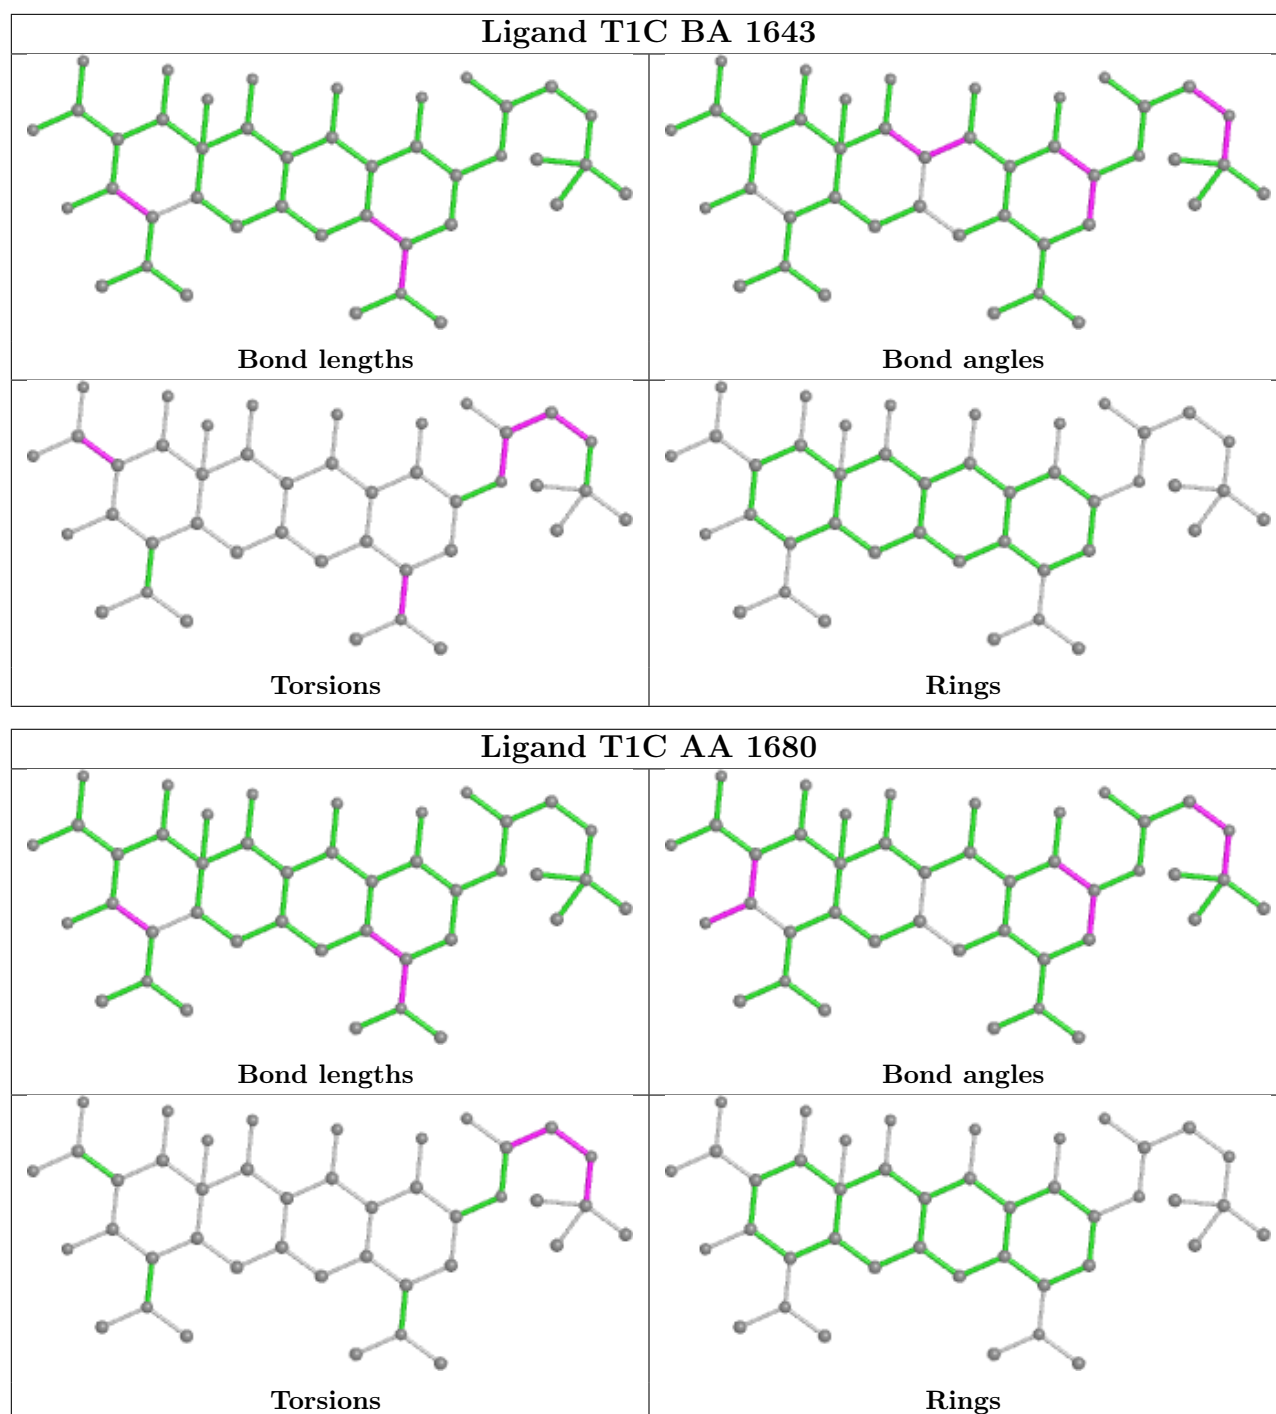 Ligand T1C BA 1643
Bond lengths
Bond angles
Torsions
Rings
Ligand T1C AA 1680
Bond lengths
Bond angles
Torsions
Rings